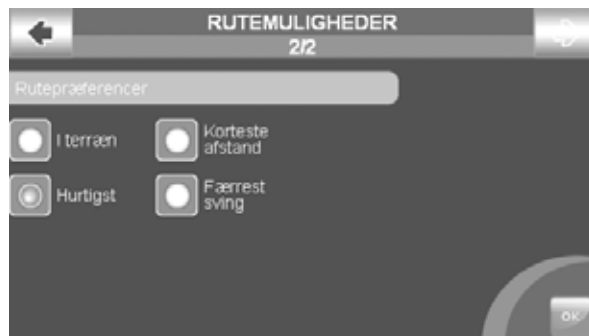 RUTEMULIGHEDER
2/2
Rutepræferencer
I terræn
Korteste
afstand
Hurtigst
Færrest
sving
OK